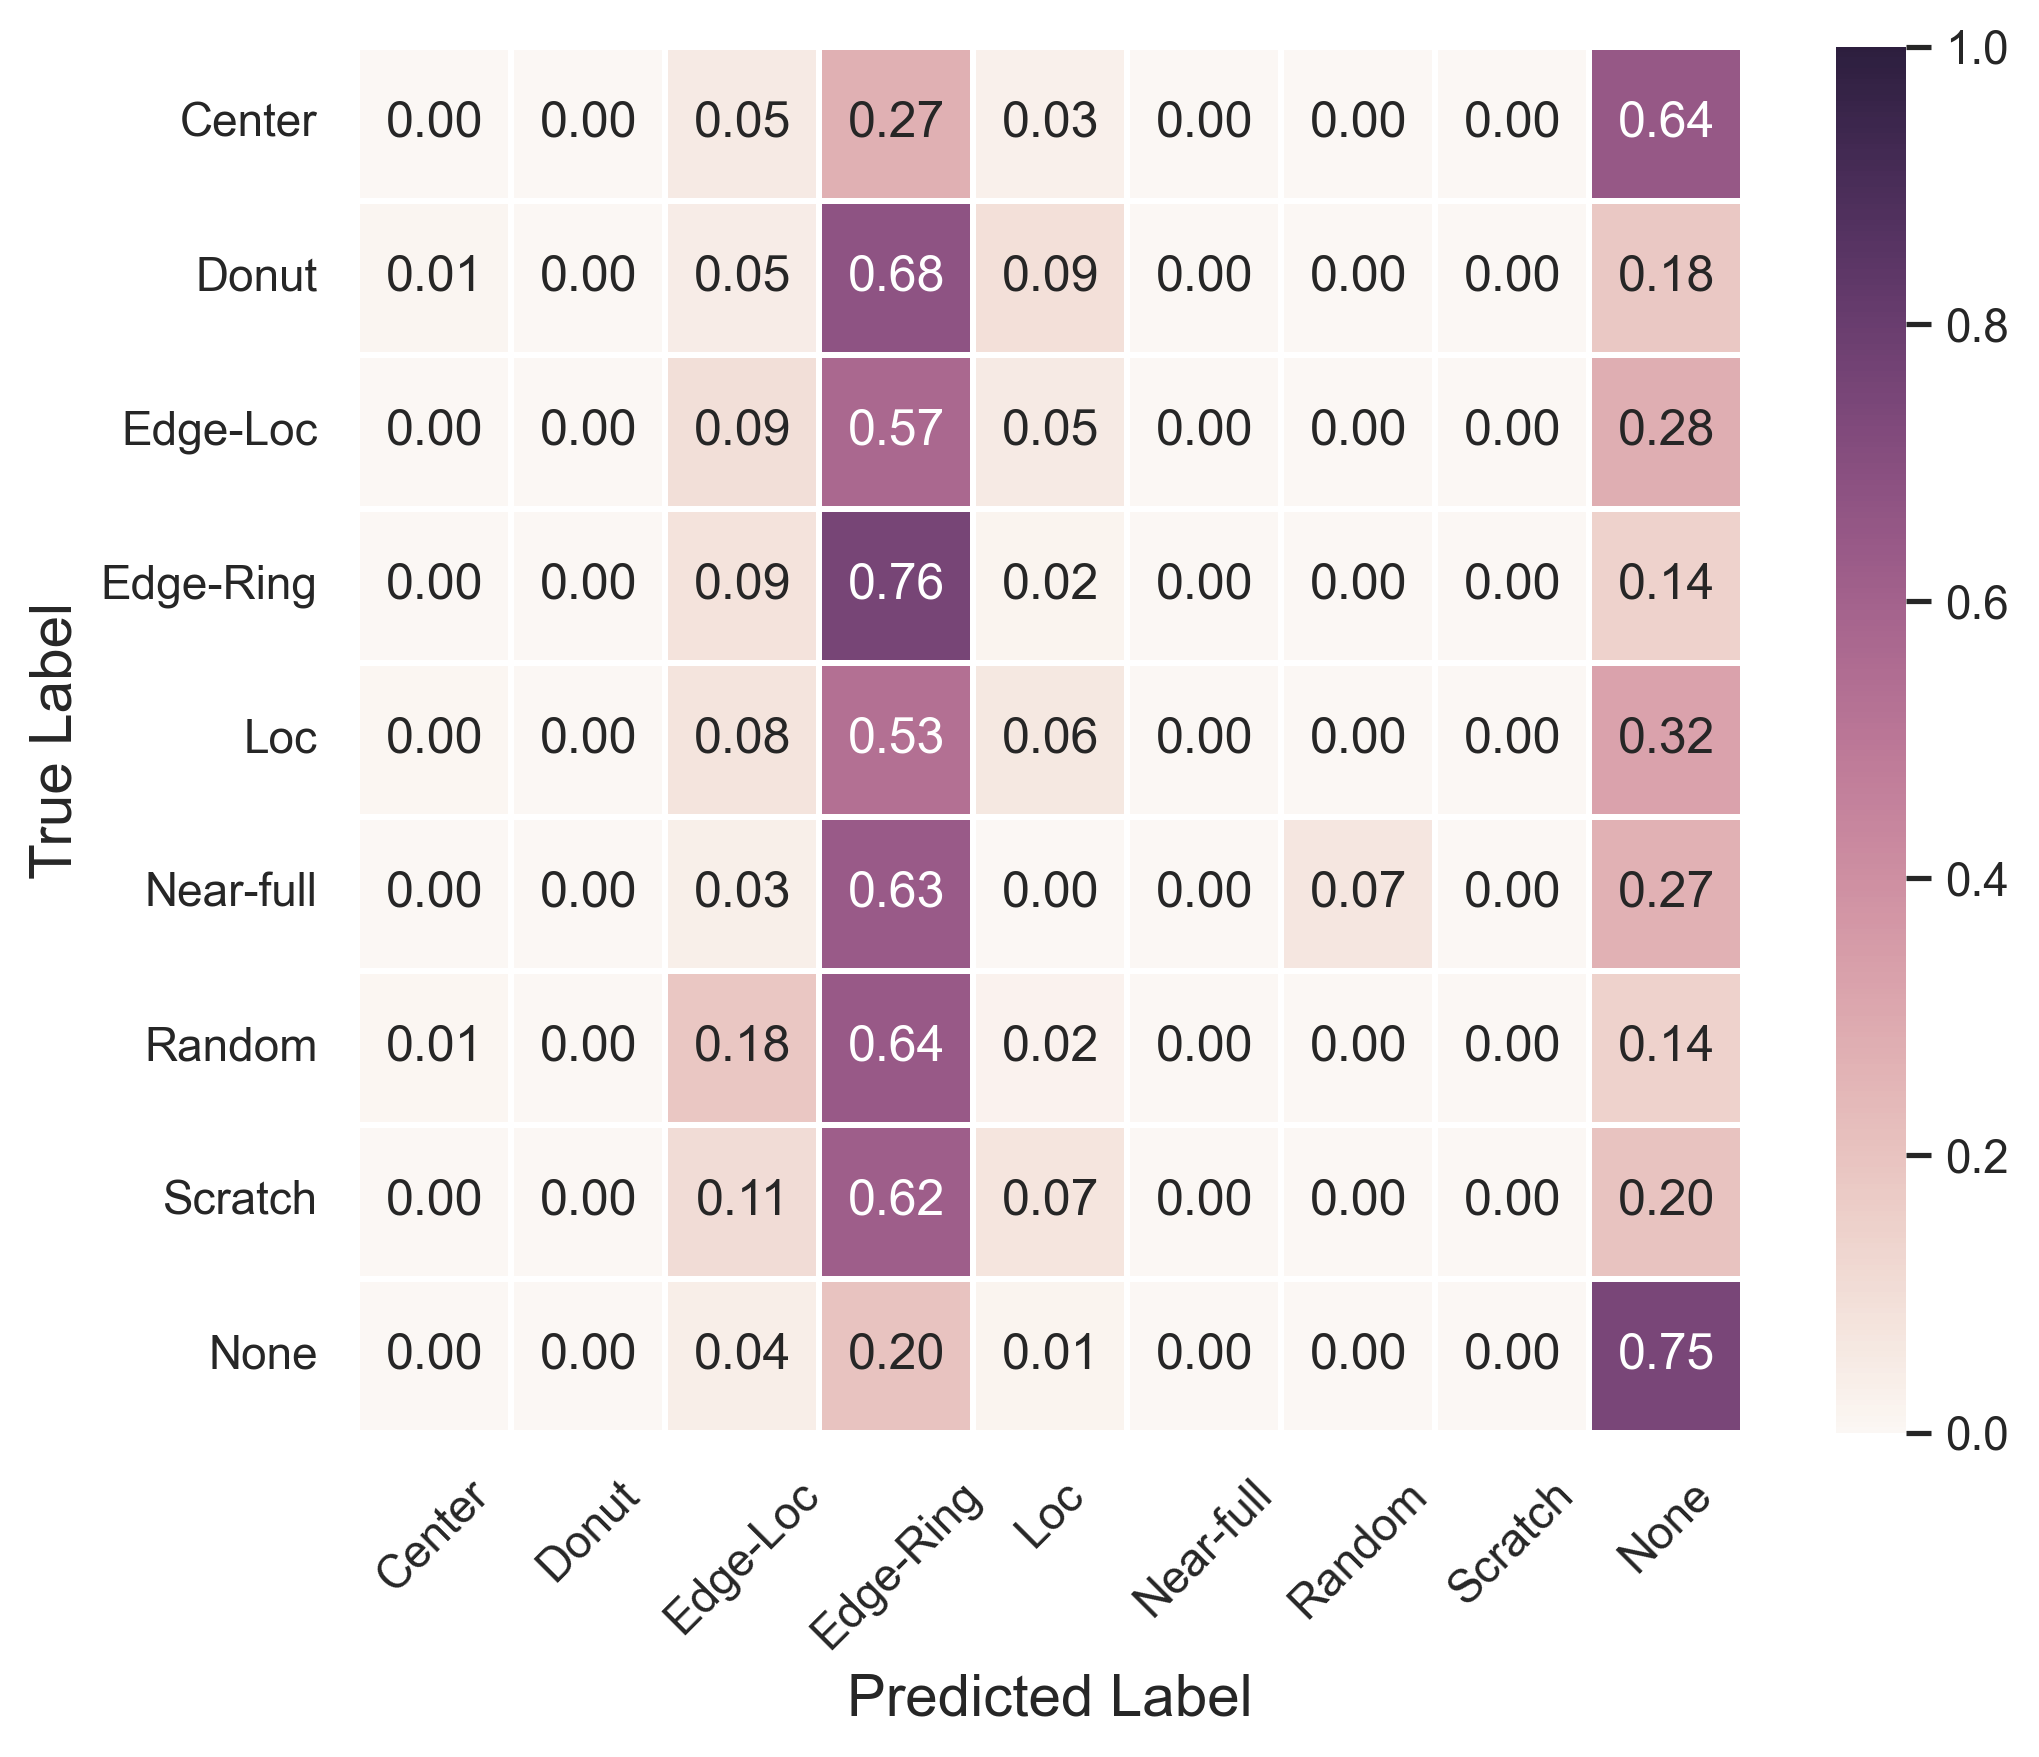 Center 0.00 0.00 0.05 0.27 0.03 0.00 0.00 0.00 0.64
Donut 0.01 0.00 0.05 0.68 0.09 0.00 0.00 0.00 0.18
Edge-Loc 0.00 0.00 0.09 0.57 0.05 0.00 0.00 0.00 0.28
Edge-Ring 0.00 0.00 0.09 0.76 0.02 0.00 0.00 0.00 0.14
Loc 0.00 0.00 0.08 0.53 0.06 0.00 0.00 0.00 0.32
Near-full 0.00 0.00 0.03 0.63 0.00 0.00 0.07 0.00 0.27
Random 0.01 0.00 0.18 0.64 0.02 0.00 0.00 0.00 0.14
Scratch 0.00 0.00 0.11 0.62 0.07 0.00 0.00 0.00 0.20
None 0.00 0.00 0.04 0.20 0.01 0.00 0.00 0.00 0.75
True Label
Center Donut Edge-Loc Edge-Ring Loc Near-full Random Scratch None
Predicted Label
1.0
0.8
0.6
0.4
0.2
0.0